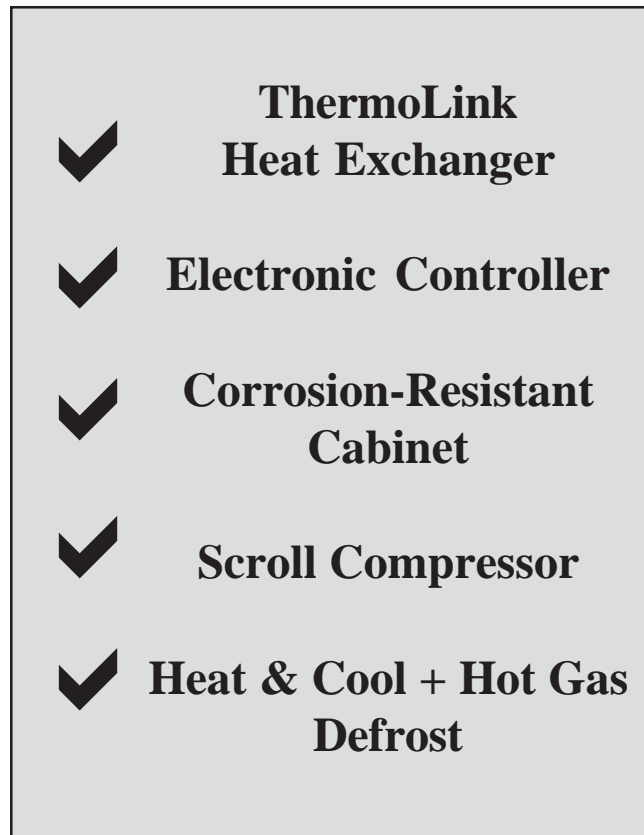 ThermoLink
Heat Exchanger
Electronic Controller
Corrosion-Resistant
Cabinet
Scroll Compressor
Heat & Cool + Hot Gas
Defrost